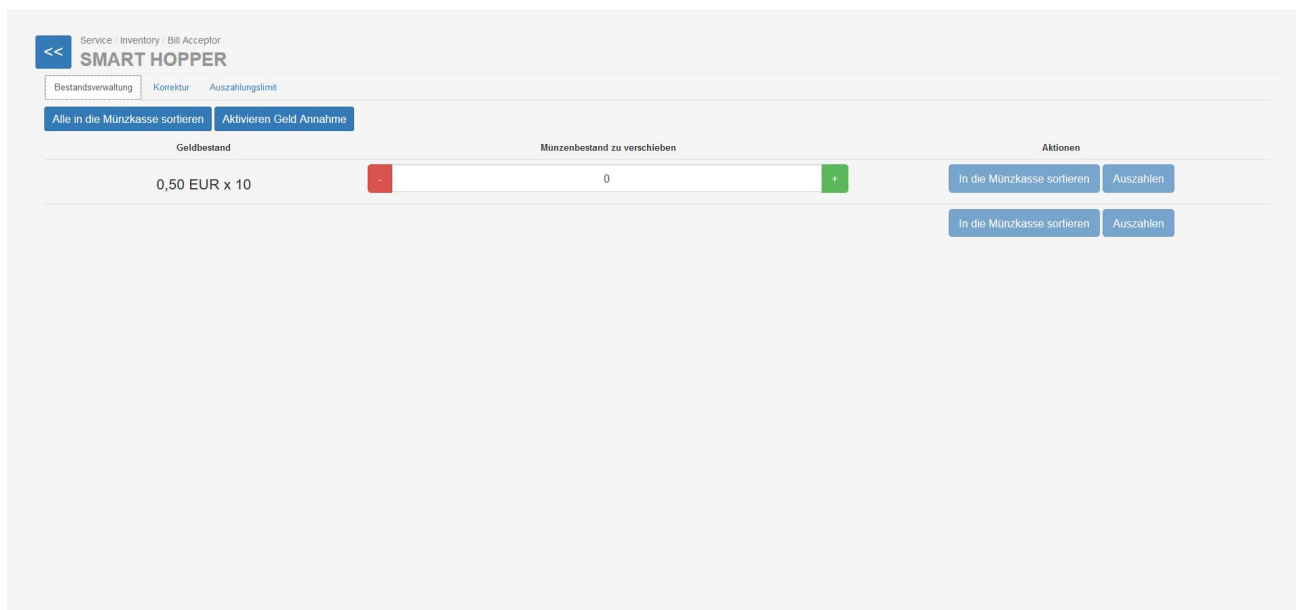 <<
Service / Inventory / Bill Acceptor
SMART HOPPER
Bestandsverwaltung Korrektur Auszahlungslimit
Alle in die Münzkasse sortieren Aktivieren Geld Annahme
Geldbestand Münzenbestand zu verschieben Aktionen
0,50 EUR x 10 - 0 + In die Münzkasse sortieren Auszahlen
In die Münzkasse sortieren Auszahlen